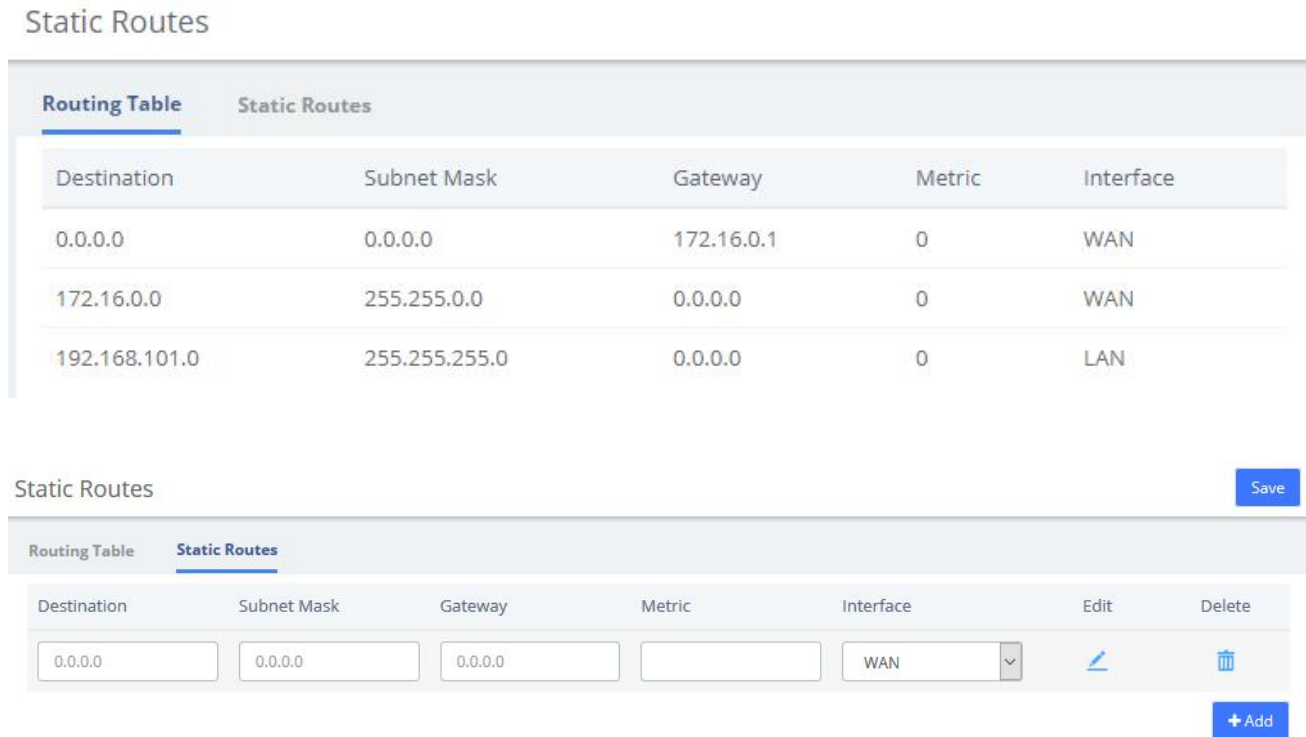 Static Routes
Routing Table Static Routes
Destination Subnet Mask Gateway Metric Interface
0.0.0.0 0.0.0.0 172.16.0.1 0 WAN
172.16.0.0 255.255.0.0 0.0.0.0 0 WAN
192.168.101.0 255.255.255.0 0.0.0.0 0 LAN
Static Routes Save
Routing Table Static Routes
Destination Subnet Mask Gateway Metric Interface Edit Delete
0.0.0.0 0.0.0.0 0.0.0.0 WAN
+ Add